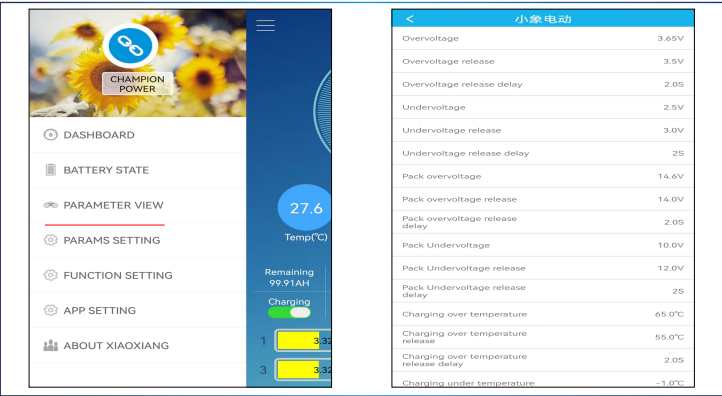 CHAMPION
POWER
DASHBOARD
BATTERY STATE
PARAMETER VIEW
PARAMS SETTING
FUNCTION SETTING
APP SETTING
ABOUT XIAOXIANG
27.6
Temp(°C)
Remaining
99.91AH
Charging
1 3.32
3 3.32
< 小象电动
Overvoltage 3.65V
Overvoltage release 3.5V
Overvoltage release delay 2.0S
Undervoltage 2.5V
Undervoltage release 3.0V
Undervoltage release delay 2S
Pack overvoltage 14.6V
Pack overvoltage release 14.0V
Pack overvoltage release
delay 2.0S
Pack Undervoltage 10.0V
Pack Undervoltage release 12.0V
Pack Undervoltage release
delay 2S
Charging over temperature 65.0℃
Charging over temperature
release 55.0℃
Charging over temperature
release delay 2.0S
Charging under temperature -1.0℃